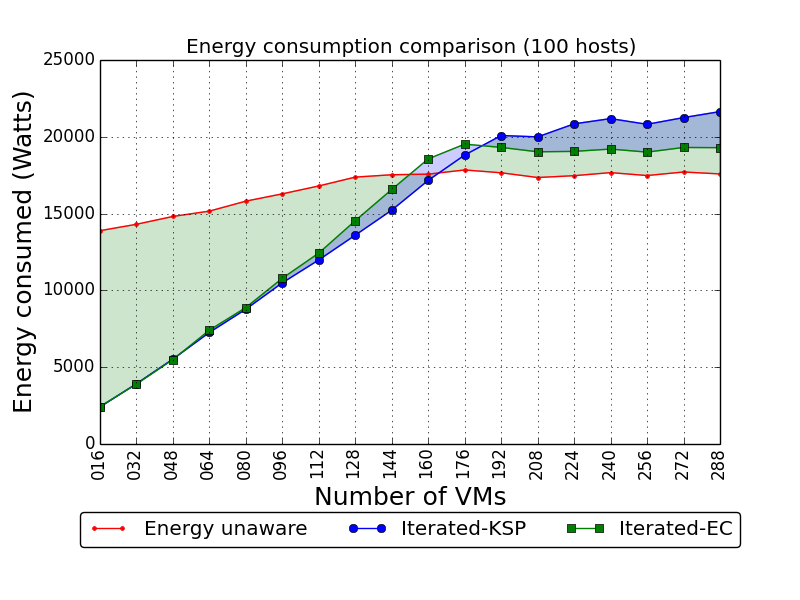 Energy consumption comparison (100 hosts)
25000
20000
15000
10000
5000
0
Energy consumed (Watts)
016 032 048 064 080 096 112 128 144 160 176 192 208 224 240 256 272 288
Number of VMs
Energy unaware Iterated-KSP Iterated-EC